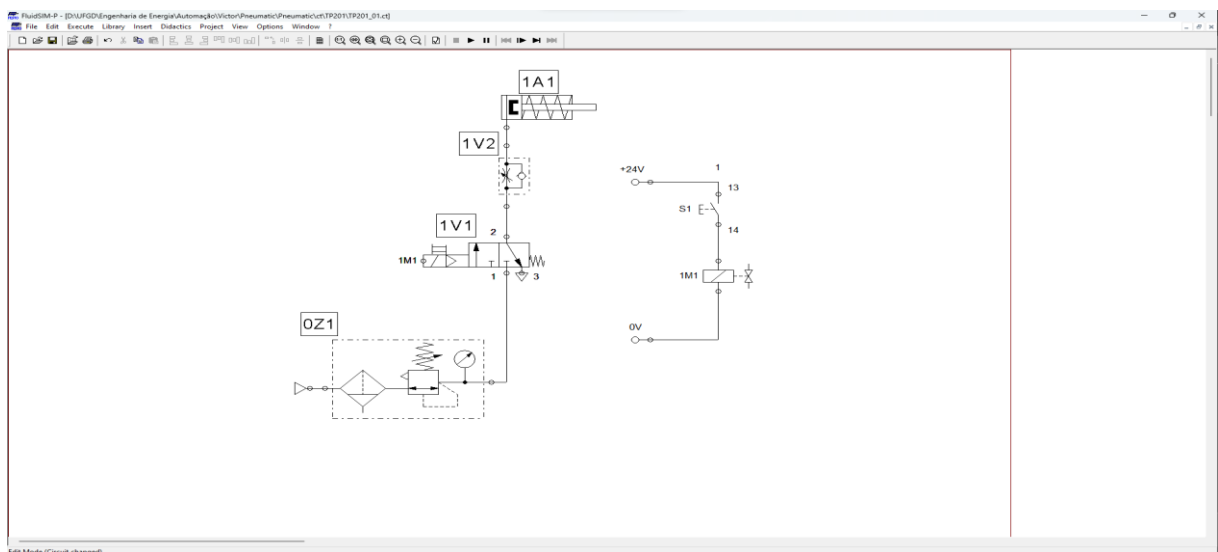 FluidSIM-P - [D:\UFGD\Engenharia de Energia\Automação\Victor\Pneumatic\Pneumatic\ct\TP201\TP201_01.ct]
File Edit Execute Library Insert Didactics Project View Options Window ?
1A1
1V2
+24V
1
13
S1
1V1
2
14
1M1
1
3
1M1
0Z1
0V
Edit Mode (Circuit changed)